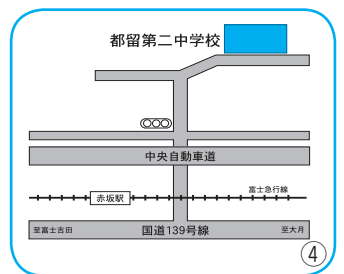 都留第二中学校
中央自動車道
富士急行線
赤坂駅
至富士吉田
国道139号線
至大月
④